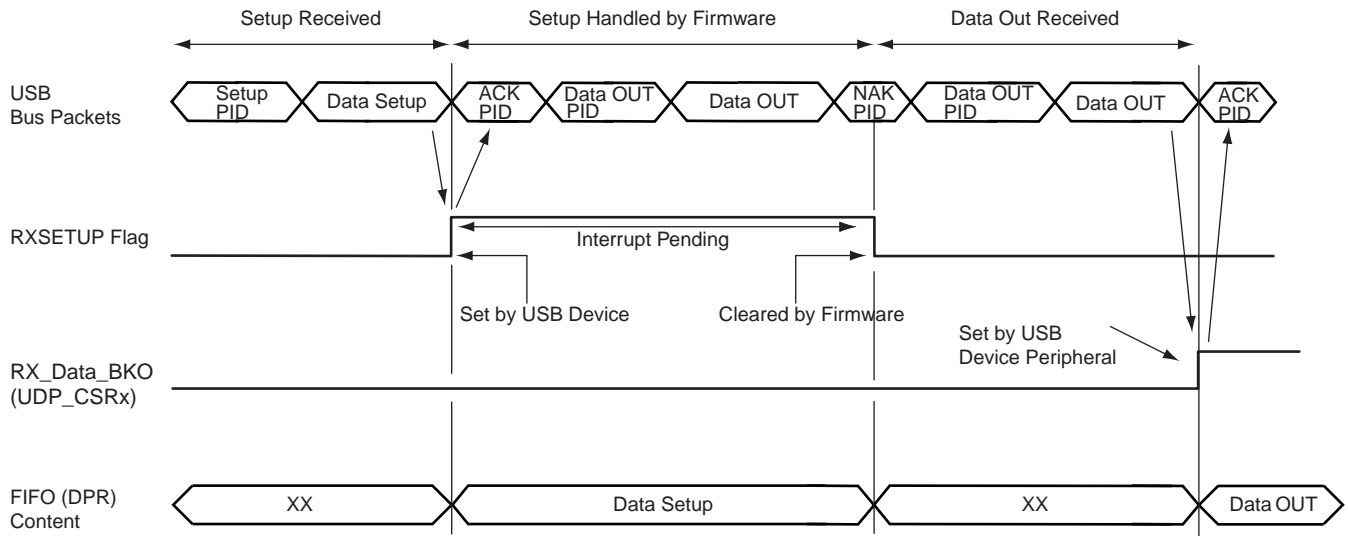 Setup Received
Setup Handled by Firmware
Data Out Received
USB
Bus Packets
Setup
PID
Data Setup
ACK
PID
Data OUT
PID
Data OUT
NAK
PID
Data OUT
PID
Data OUT
ACK
PID
RXSETUP Flag
Interrupt Pending
Set by USB Device
Cleared by Firmware
Set by USB
Device Peripheral
RX_Data_BKO
(UDP_CSRx)
FIFO (DPR)
Content
XX
Data Setup
XX
Data OUT